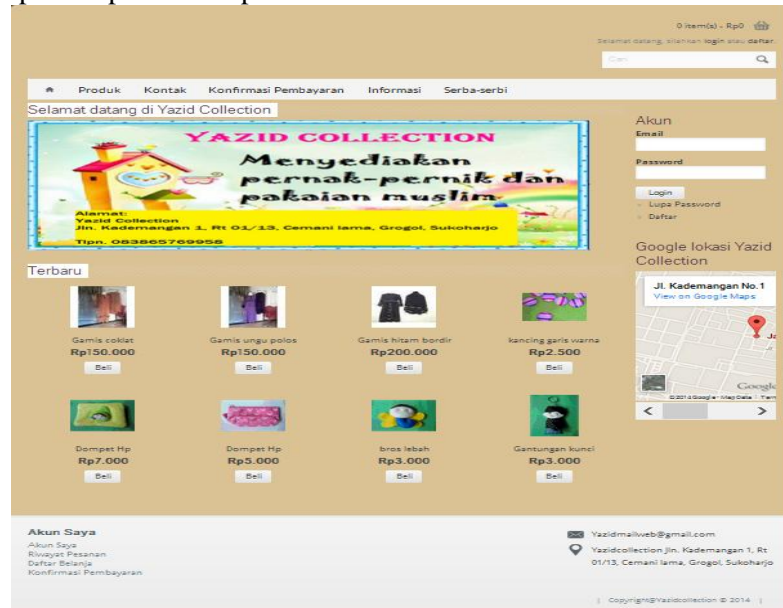 0 item(s) - Rp0
Selamat datang, silahkan login atau daftar.
Cari
Produk Kontak Konfirmasi Pembayaran Informasi Serba-serbi
Selamat datang di Yazid Collection
YAZID COLLECTION
Menyediakan
pernak-pernik dan
pakaian muslim
Alamat:
Yazid Collection
Jln. Kademangan 1, Rt 01/13, Cemani lama, Grogol, Sukoharjo
Tlpn. 083865769958
Akun
Email
Password
Login
Lupa Password
Daftar
Google lokasi Yazid
Collection
Jl. Kademangan No.1
View on Google Maps
Ja
Google
©2014 Google - Map Data
Terbaru
Gamis coklat
Rp150.000
Beli
Gamis ungu polos
Rp150.000
Beli
Gamis hitam bordir
Rp200.000
Beli
kancing garis warna
Rp2.500
Beli
Dompet Hp
Rp7.000
Beli
Dompet Hp
Rp5.000
Beli
bros lebah
Rp3.000
Beli
Gantungan kunci
Rp3.000
Beli
Akun Saya
Akun Saya
Riwayat Pesanan
Daftar Belanja
Konfirmasi Pembayaran
Yazidmailweb@gmail.com
Yazidcollection Jln. Kademangan 1, Rt
01/13, Cemani lama, Grogol, Sukoharjo
| Copyright@Yazidcollection © 2014 |